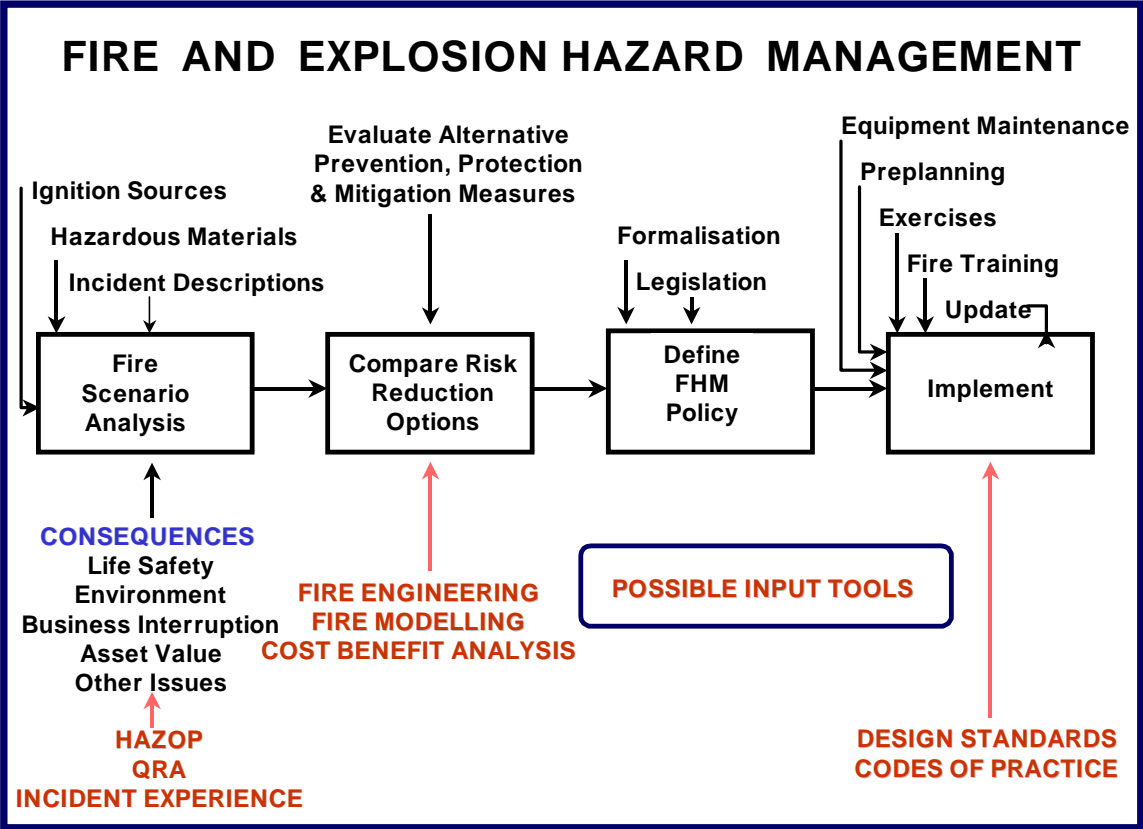 FIRE AND EXPLOSION HAZARD MANAGEMENT
Ignition Sources
Hazardous Materials
Incident Descriptions
Evaluate Alternative
Prevention, Protection
& Mitigation Measures
Formalisation
Legislation
Equipment Maintenance
Preplanning
Exercises
Fire Training
Update
Fire
Scenario
Analysis
Compare Risk
Reduction
Options
Define
FHM
Policy
Implement
CONSEQUENCES
Life Safety
Environment
Business Interruption
Asset Value
Other Issues
HAZOP
QRA
INCIDENT EXPERIENCE
FIRE ENGINEERING
FIRE MODELLING
COST BENEFIT ANALYSIS
POSSIBLE INPUT TOOLS
DESIGN STANDARDS
CODES OF PRACTICE